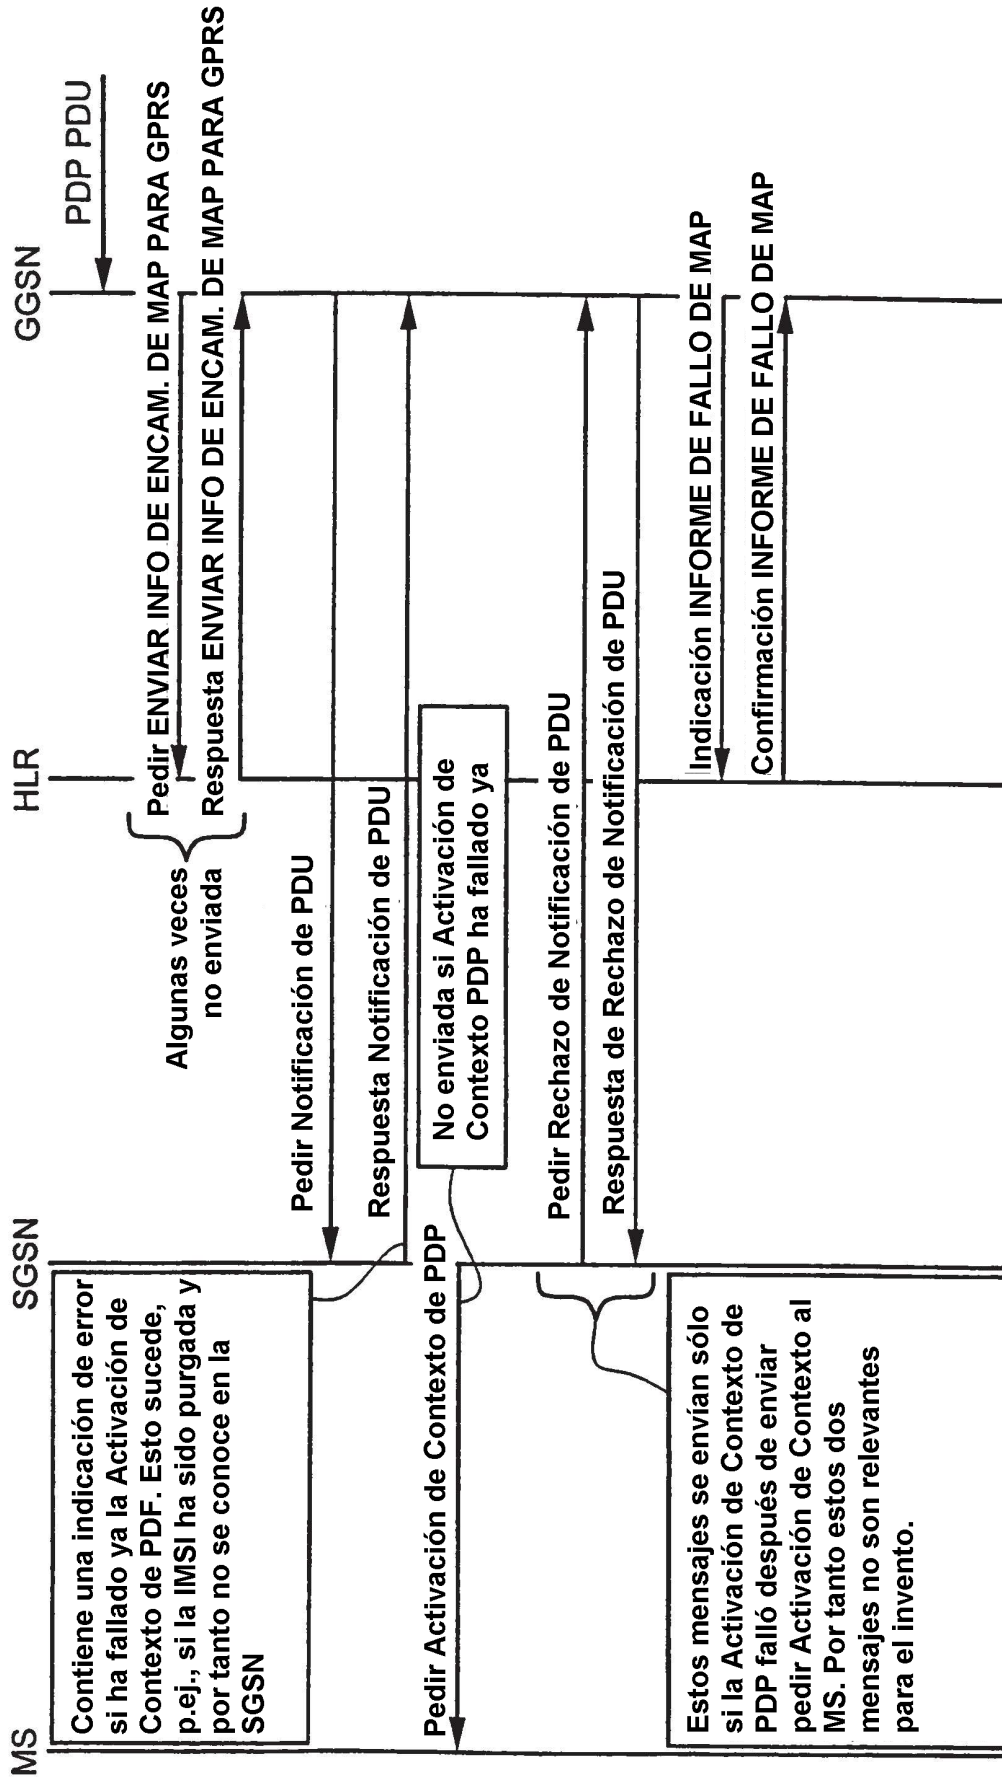 MS
SGSN
HLR
GGSN
PDP PDU
Pedir ENVIAR INFO DE ENCAM. DE MAP PARA GPRS
Respuesta ENVIAR INFO DE ENCAM. DE MAP PARA GPRS
Algunas veces
no enviada
Pedir Notificación de PDU
Respuesta Notificación de PDU
Contiene una indicación de error
si ha fallado ya la Activación de
Contexto de PDF. Esto sucede,
p.ej., si la IMSI ha sido purgada y
por tanto no se conoce en la
SGSN
Pedir Activación de Contexto de PDP
No enviada si Activación de
Contexto PDP ha fallado ya
Pedir Rechazo de Notificación de PDU
Respuesta de Rechazo de Notificación de PDU
Estos mensajes se envían sólo
si la Activación de Contexto de
PDP falló después de enviar
pedir Activación de Contexto al
MS. Por tanto estos dos
mensajes no son relevantes
para el invento.
Indicación INFORME DE FALLO DE MAP
Confirmación INFORME DE FALLO DE MAP